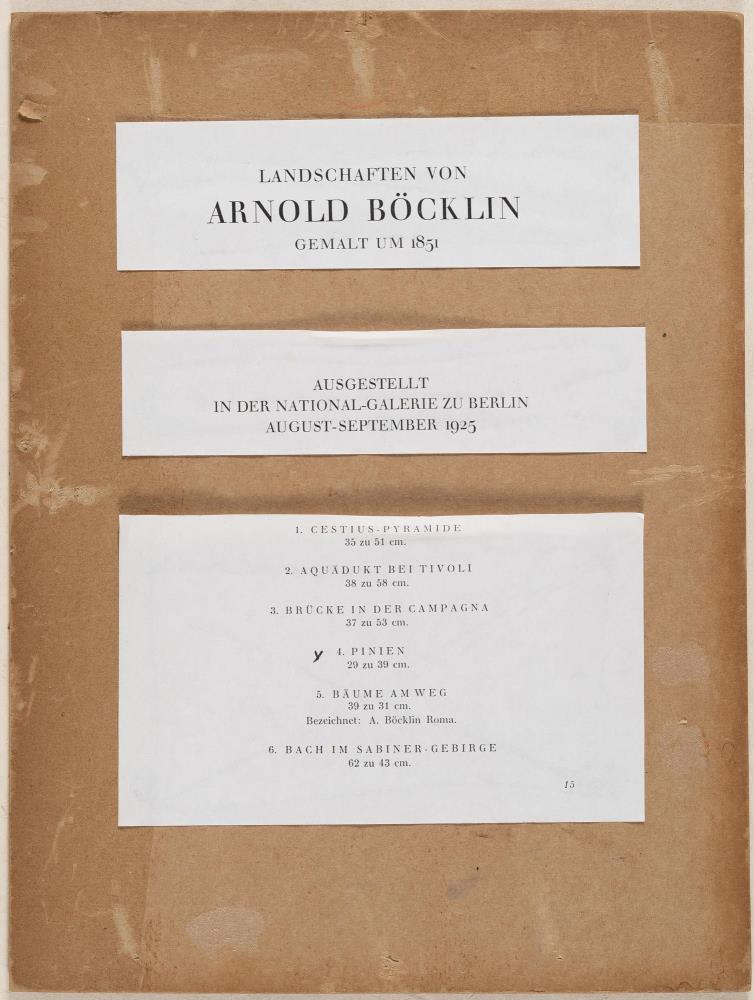 LANDSCHAFTEN VON
ARNOLD BÖCKLIN
GEMALT UM 1851
AUSGESTELLT
IN DER NATIONAL-GALERIE ZU BERLIN
AUGUST-SEPTEMBER 1925
1. CESTIUS-PYRAMIDE
35 zu 51 cm.
2. AQUÄDUKT BEI TIVOLI
38 zu 58 cm.
3. BRÜCKE IN DER CAMPAGNA
37 zu 53 cm.
4. PINIEN
29 zu 39 cm.
5. BÄUME AM WEG
39 zu 31 cm.
Bezeichnet: A. Böcklin Roma.
6. BACH IM SABINER-GEBIRGE
62 zu 43 cm.
15